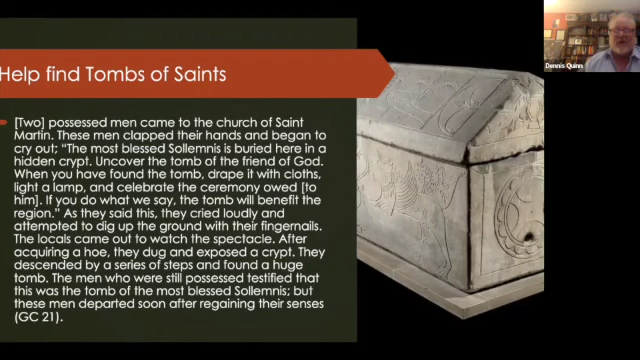 Help find Tombs of Saints
[Two] possessed men came to the church of Saint
Martin. These men clapped their hands and began to
cry out; "The most blessed Sollemnis is buried here in a
hidden crypt. Uncover the tomb of the friend of God.
When you have found the tomb, drape it with cloths,
light a lamp, and celebrate the ceremony owed [to
him]. If you do what we say, the tomb will benefit the
region." As they said this, they cried loudly and
attempted to dig up the ground with their fingernails.
The locals came out to watch the spectacle. After
acquiring a hoe, they dug and exposed a crypt. They
descended by a series of steps and found a huge
tomb. The men who were still possessed testified that
this was the tomb of the most blessed Sollemnis; but
these men departed soon after regaining their senses
(GC 21).
Dennis Quinn